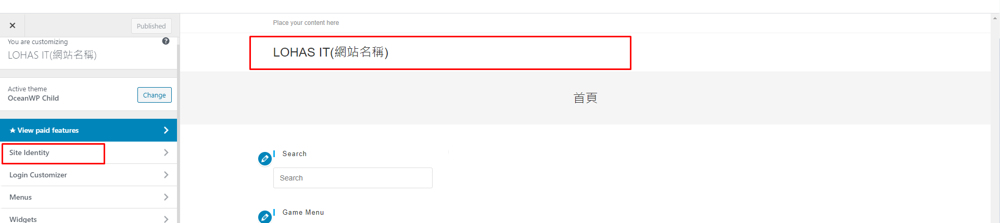 Published
You are customizing
LOHAS IT(網站名稱)
Active theme
OceanWP Child
Change
View paid features
Site Identity
Login Customizer
Menus
Widgets
Place your content here
LOHAS IT(網站名稱)
首頁
Search
Search
Game Menu